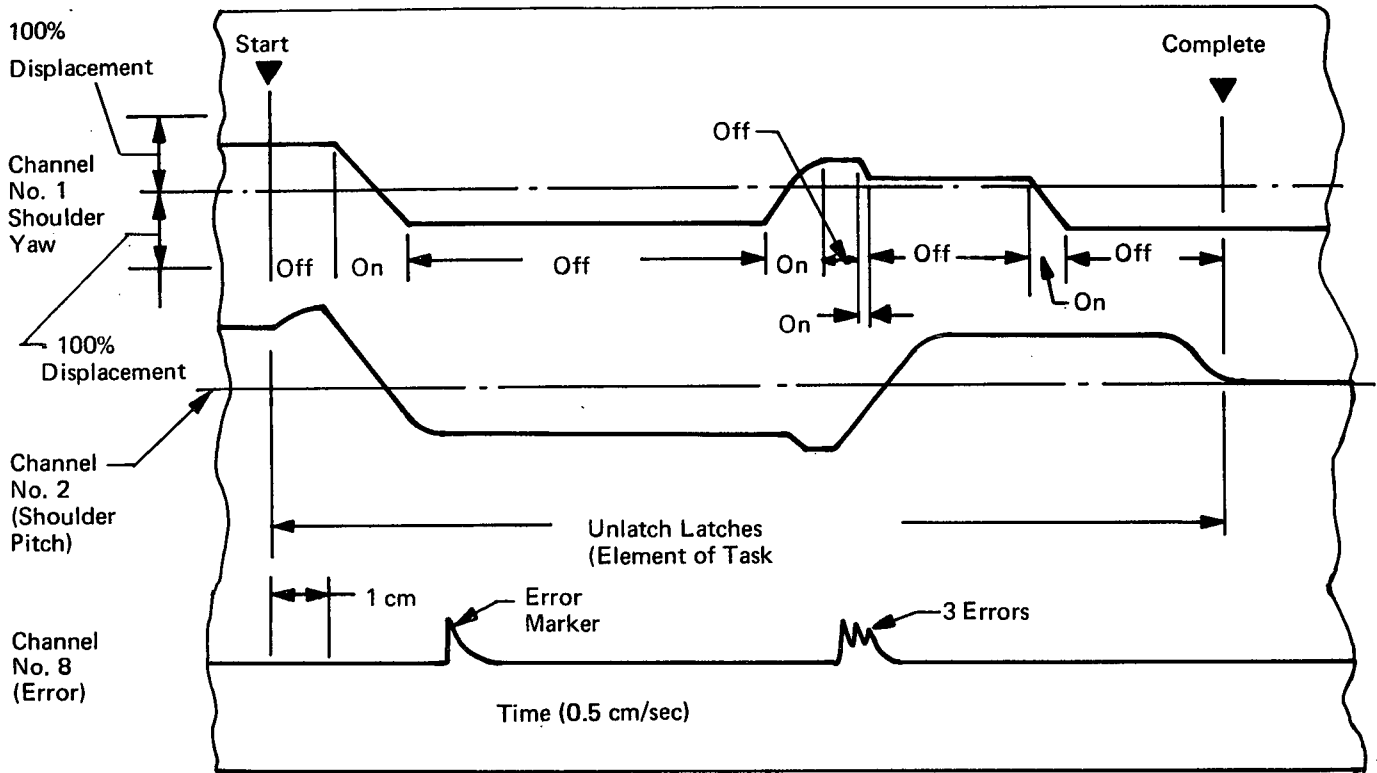 100%
Displacement
Start
Complete
Off
Channel
No. 1
Shoulder
Yaw
Off
On
Off
On
Off
Off
On
On
100%
Displacement
Channel
No. 2
(Shoulder
Pitch)
Unlatch Latches
(Element of Task
1 cm
Error
Marker
3 Errors
Channel
No. 8
(Error)
Time (0.5 cm/sec)